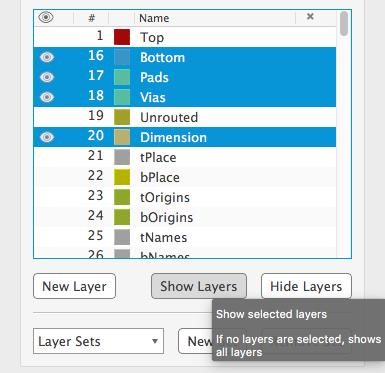 # Name ×
1 Top
16 Bottom
17 Pads
18 Vias
19 Unrouted
20 Dimension
21 tPlace
22 bPlace
23 tOrigins
24 bOrigins
25 tNames
26 bNames
New Layer Show Layers Hide Layers
Show selected layers
Layer Sets New
If no layers are selected, shows
all layers